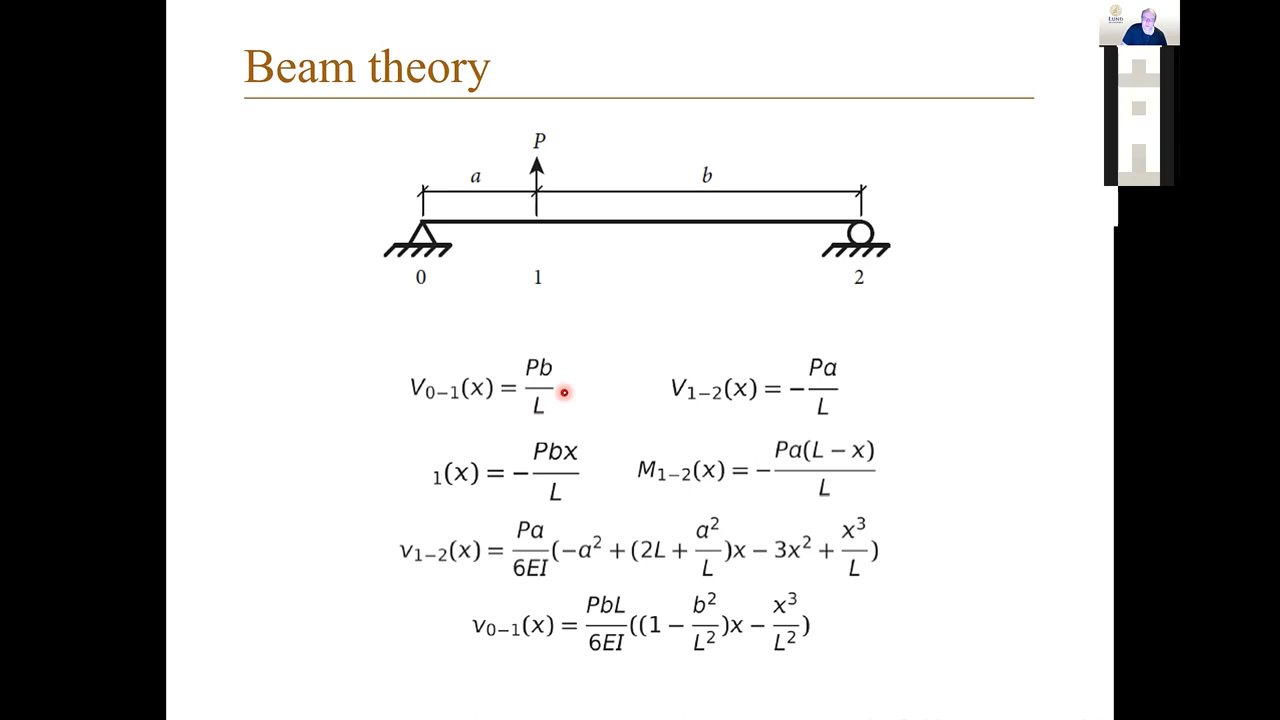 Beam theory
P
a b
0 1 2
V₀₋₁(x) = Pb/L V₁₋₂(x) = −Pa/L
₁(x) = −Pbx/L M₁₋₂(x) = −Pa(L − x)/L
v₁₋₂(x) = Pa/6EI(−a² + (2L + a²/L)x − 3x² + x³/L)
v₀₋₁(x) = PbL/6EI((1 − b²/L²)x − x³/L²)
LUND